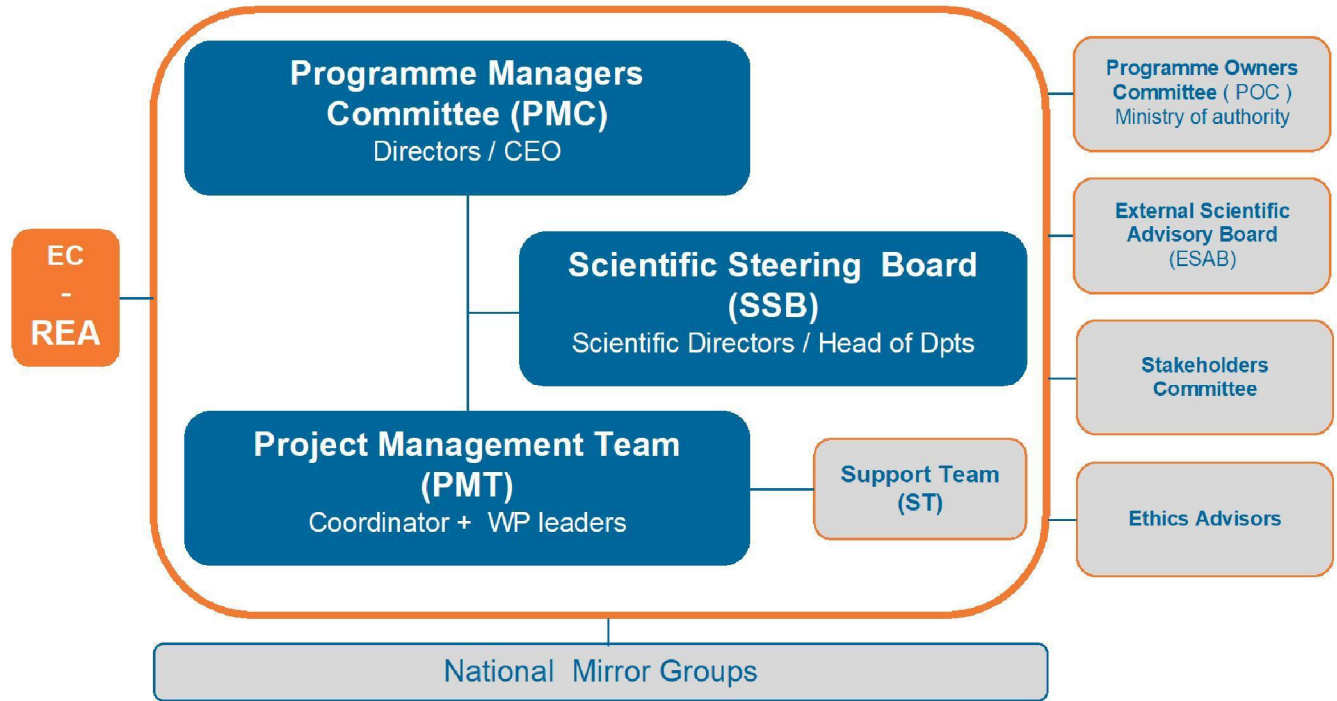 Programme Managers
Committee (PMC)
Directors / CEO
Scientific Steering Board
(SSB)
Scientific Directors / Head of Dpts
Project Management Team
(PMT)
Coordinator + WP leaders
Support Team
(ST)
EC
-
REA
Programme Owners
Committee ( POC )
Ministry of authority
External Scientific
Advisory Board
(ESAB)
Stakeholders
Committee
Ethics Advisors
National Mirror Groups